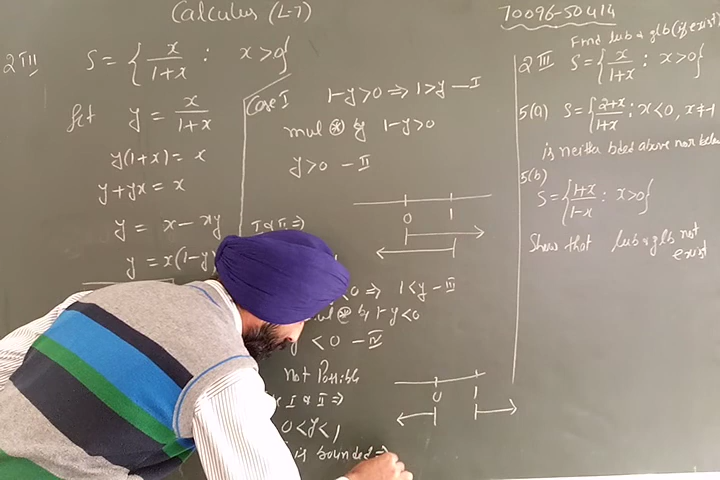 Calculus (L-7)
70096-50414
2 III S = { x/(1+x) : x>0}
let y = x/(1+x)
y(1+x) = x
y+yx = x
y = x-xy
y = x(1-y
Case I
1-y>0 ⇒ 1>y - I
mul ⊛ by 1-y>0
y>0 - II
0 1
I & II ⇒
<0 ⇒ 1<y - III
mul ⊛ by 1-y<0
y <0 - IV
Not Possible
I & II ⇒
0<y<1
is bounded ⇒
0 1
Find lub & glb (if exist)
2 III S = { x/(1+x) : x>0}
5(a) S = { (2+x)/(1+x) : x<0, x≠-1
is neither bded above nor below
5(b)
S = { (1+x)/(1-x) : x>0}
Show that lub & glb not
exist